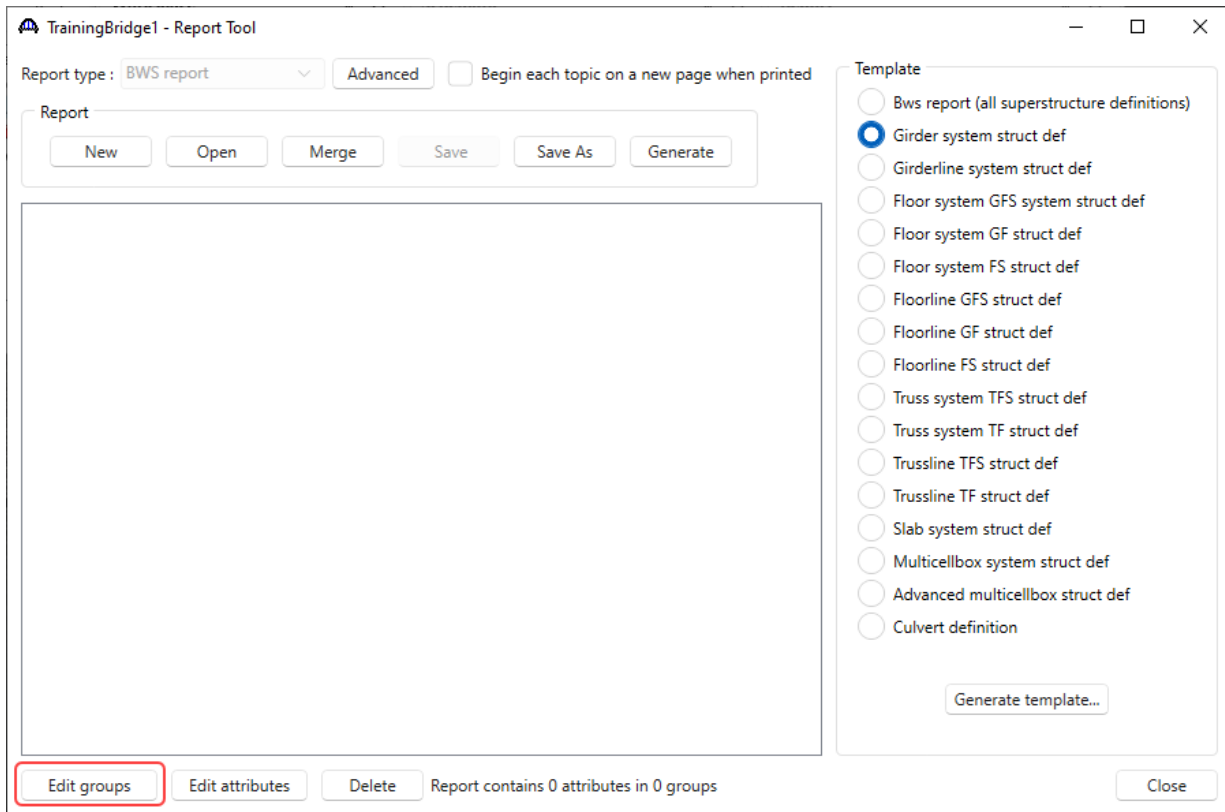 TrainingBridge1 - Report Tool
Report type : BWS report Advanced Begin each topic on a new page when printed
Report
New Open Merge Save Save As Generate
Template
Bws report (all superstructure definitions)
Girder system struct def
Girderline system struct def
Floor system GFS system struct def
Floor system GF struct def
Floor system FS struct def
Floorline GFS struct def
Floorline GF struct def
Floorline FS struct def
Truss system TFS struct def
Truss system TF struct def
Trussline TFS struct def
Trussline TF struct def
Slab system struct def
Multicellbox system struct def
Advanced multicellbox struct def
Culvert definition
Generate template...
Edit groups Edit attributes Delete Report contains 0 attributes in 0 groups Close